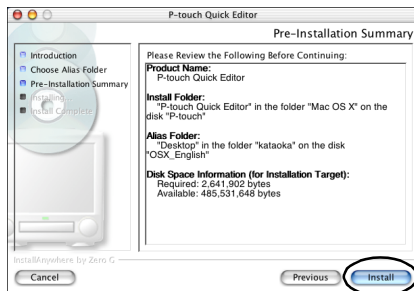 P-touch Quick Editor
Pre-Installation Summary
Introduction
Choose Alias Folder
Pre-Installation Summary
Installing...
Install Complete
Please Review the Following Before Continuing:
Product Name:
P-touch Quick Editor
Install Folder:
"P-touch Quick Editor" in the folder "Mac OS X" on the
disk "P-touch"
Alias Folder:
"Desktop" in the folder "kataoka" on the disk
"OSX_English"
Disk Space Information (for Installation Target):
Required: 2,641,902 bytes
Available: 485,531,648 bytes
InstallAnywhere by Zero G
Cancel
Previous
Install